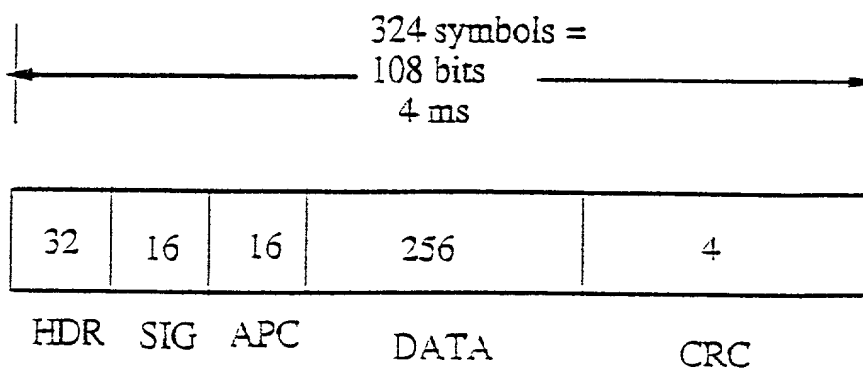 324 symbols =
108 bits
4 ms
32 16 16 256 4
HDR SIG APC DATA CRC